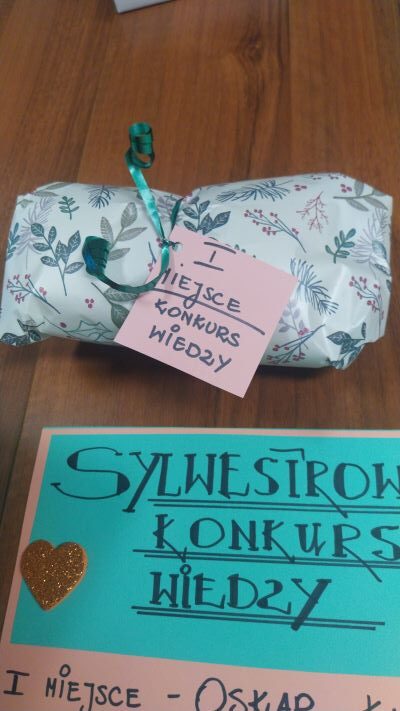 I
MIEJSCE
KONKURS
WIEDZY
SYLWESTROW
KONKURS
WIEDZY
I MIEJSCE - OSKAR